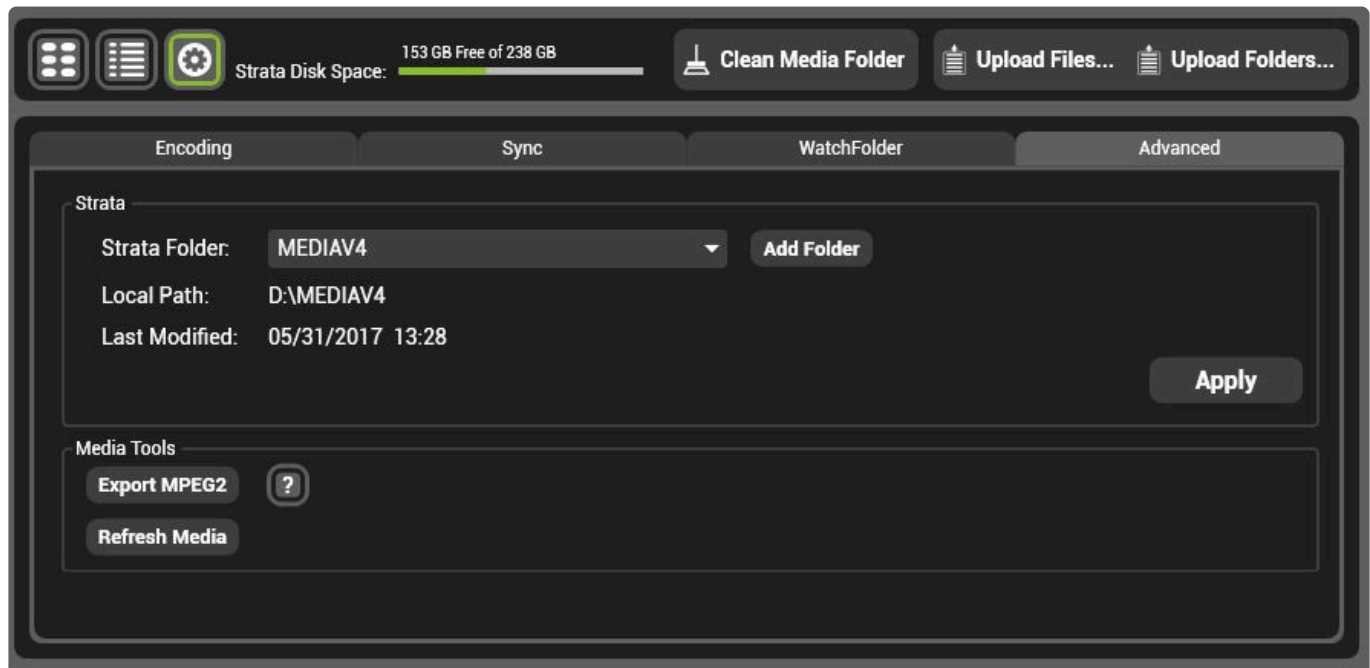 Strata Disk Space:
153 GB Free of 238 GB
Clean Media Folder
Upload Files...
Upload Folders...
Encoding
Sync
WatchFolder
Advanced
Strata
Strata Folder:
MEDIAV4
Add Folder
Local Path:
D:\MEDIAV4
Last Modified:
05/31/2017 13:28
Apply
Media Tools
Export MPEG2
?
Refresh Media